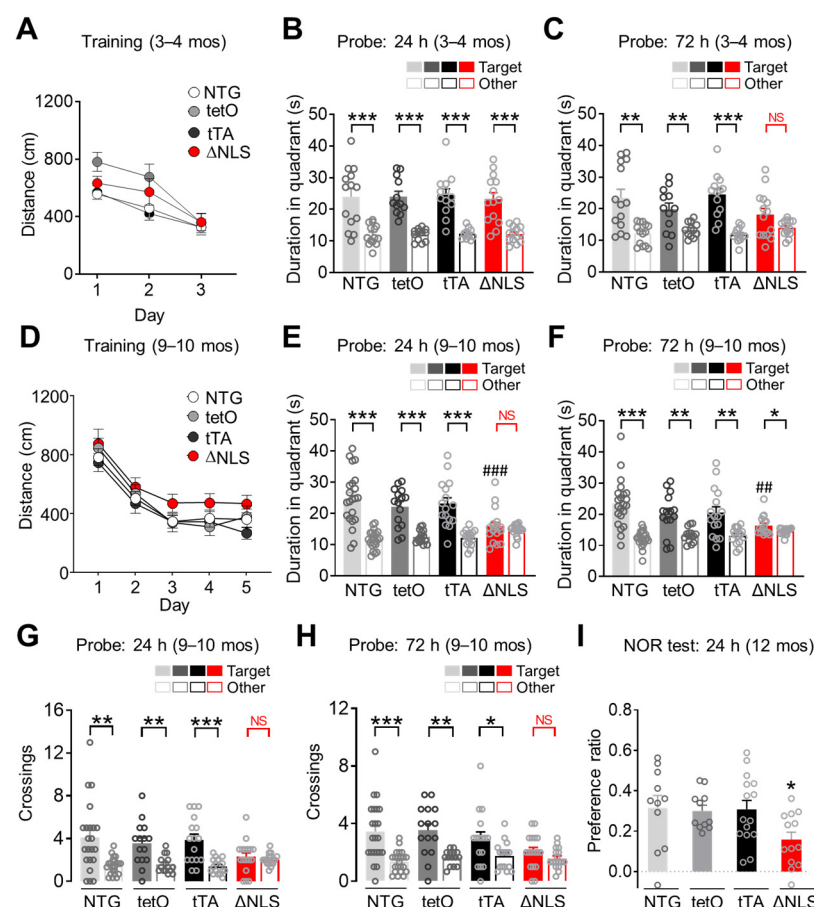 A
Training (3–4 mos)
NTG
tetO
tTA
ΔNLS
1200
800
400
0
Distance (cm)
1 2 3
Day
B
Probe: 24 h (3–4 mos)
Target
Other
50
40
30
20
10
0
Duration in quadrant (s)
*** *** *** ***
NTG tetO tTA ΔNLS
C
Probe: 72 h (3–4 mos)
Target
Other
50
40
30
20
10
0
Duration in quadrant (s)
** ** *** NS
NTG tetO tTA ΔNLS
D
Training (9–10 mos)
NTG
tetO
tTA
ΔNLS
1200
800
400
0
Distance (cm)
1 2 3 4 5
Day
E
Probe: 24 h (9–10 mos)
Target
Other
50
40
30
20
10
0
Duration in quadrant (s)
*** *** *** NS
###
NTG tetO tTA ΔNLS
F
Probe: 72 h (9–10 mos)
Target
Other
50
40
30
20
10
0
Duration in quadrant (s)
*** ** ** *
##
NTG tetO tTA ΔNLS
G
Probe: 24 h (9–10 mos)
Target
Other
16
12
8
4
0
Crossings
** ** *** NS
NTG tetO tTA ΔNLS
H
Probe: 72 h (9–10 mos)
Target
Other
12
9
6
3
0
Crossings
*** ** * NS
NTG tetO tTA ΔNLS
I
NOR test: 24 h (12 mos)
0.8
0.6
0.4
0.2
0.0
Preference ratio
*
NTG tetO tTA ΔNLS